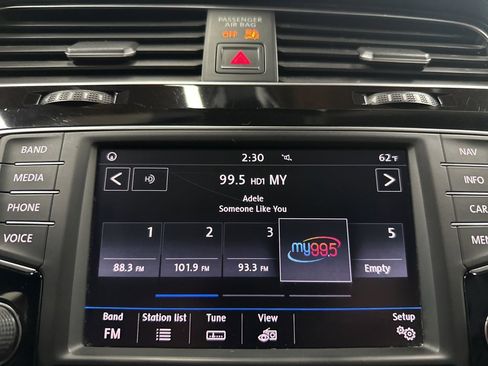 PASSENGER
AIR BAG
OFF
BAND
MEDIA
PHONE
VOICE
NAV
INFO
CAR
2:30
62°F
99.5 HD1 MY
Adele
Someone Like You
1 2 3 5
88.3 FM 101.9 FM 93.3 FM my99.5 Empty
Band Station list Tune View Setup
FM